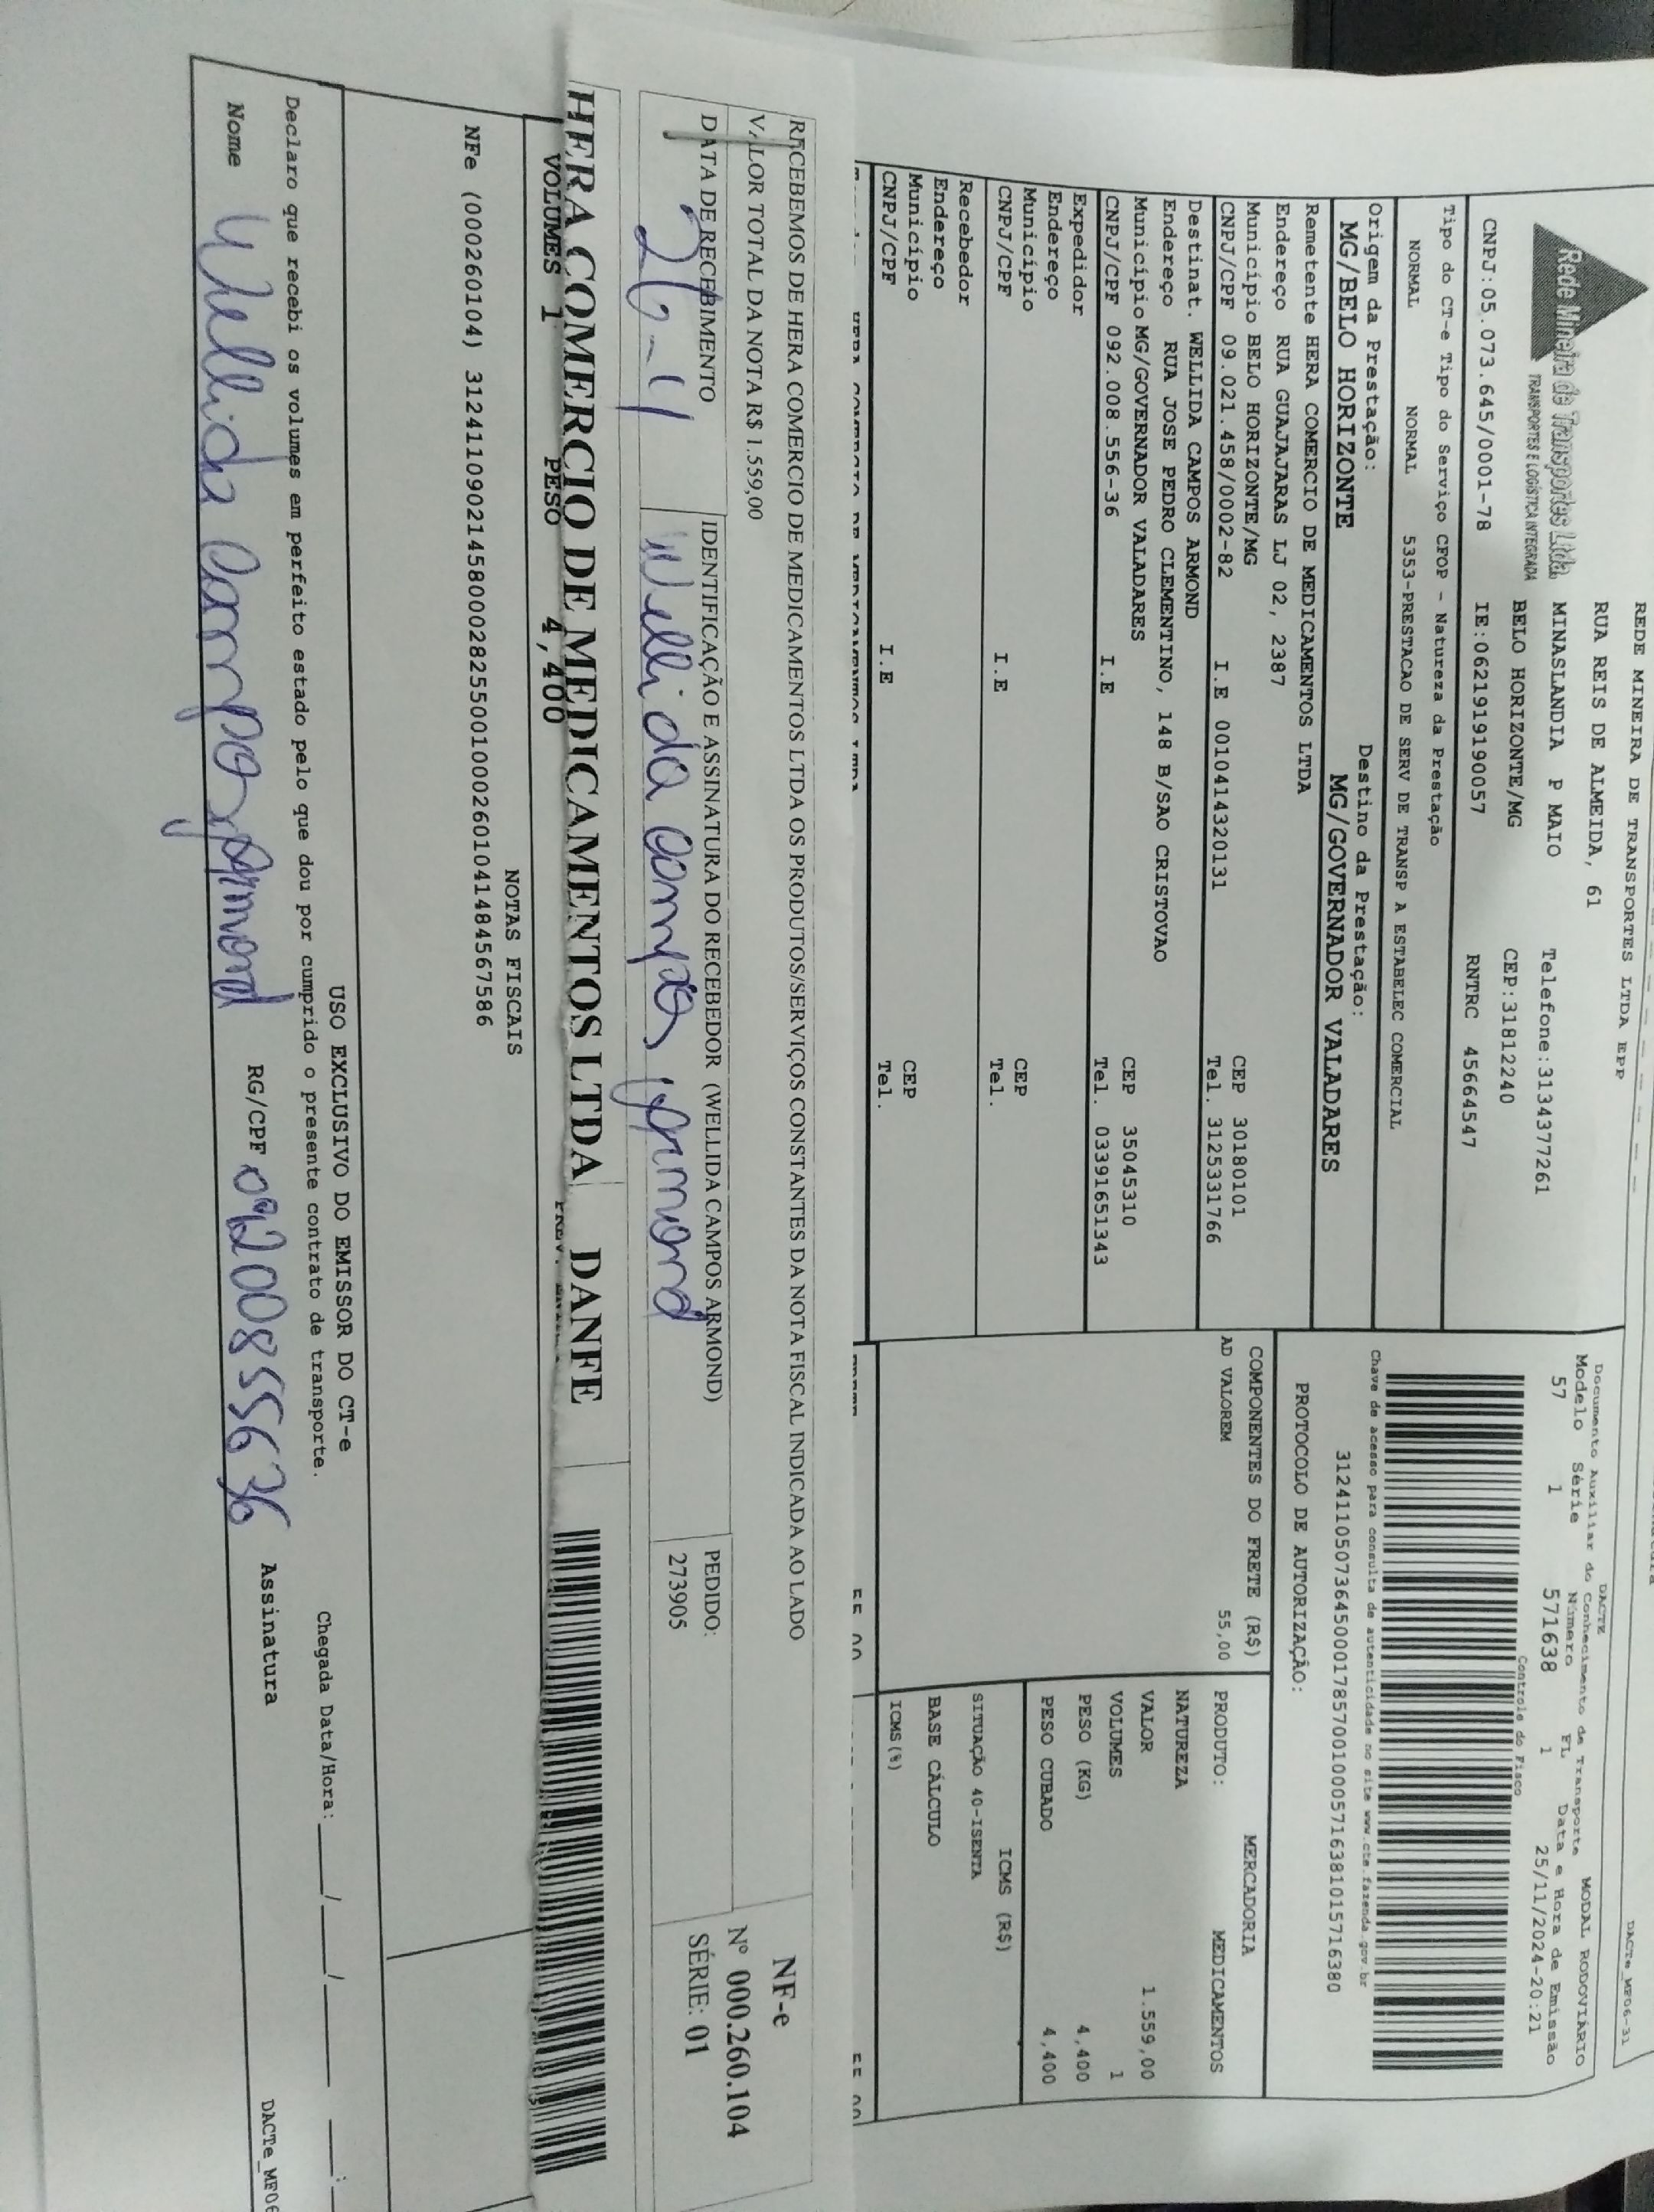 REDE MINEIRA DE TRANSPORTES LTDA EPP
RUA REIS DE ALMEIDA, 61
MINASLANDIA P MAIO Telefone:3134377261
BELO HORIZONTE/MG CEP:31812240
Rede Mineira de Transportes Ltda.
TRANSPORTES E LOGÍSTICA INTEGRADA
CNPJ:05.073.645/0001-78 IE:0621919190057 RNTRC 45664547
DACTE_MF06-31
DACTE MODAL RODOVIÁRIO
Documento Auxiliar do Conhecimento de Transporte
Modelo Série Número FL Data e Hora de Emissão
57 1 571638 1 25/11/2024-20:21
Controle do Fisco
Chave de acesso para consulta de autenticidade no site www.cte.fazenda.gov.br
31241105073645000178570010005716381015716380
PROTOCOLO DE AUTORIZAÇÃO:
Tipo do CT-e Tipo do Serviço CFOP - Natureza da Prestação
NORMAL NORMAL 5353-PRESTACAO DE SERV DE TRANSP A ESTABELEC COMERCIAL
Origem da Prestação: Destino da Prestação:
MG/BELO HORIZONTE MG/GOVERNADOR VALADARES
Remetente HERA COMERCIO DE MEDICAMENTOS LTDA
Endereço RUA GUAJAJARAS LJ 02, 2387
Município BELO HORIZONTE/MG CEP 30180101
CNPJ/CPF 09.021.458/0002-82 I.E 0010414320131 Tel. 3125331766
Destinat. WELLIDA CAMPOS ARMOND
Endereço RUA JOSE PEDRO CLEMENTINO, 148 B/SAO CRISTOVAO
Município MG/GOVERNADOR VALADARES CEP 35045310
CNPJ/CPF 092.008.556-36 I.E Tel. 03391651343
Expedidor
Endereço
Município CEP
CNPJ/CPF I.E Tel.
Recebedor
Endereço
Município CEP
CNPJ/CPF I.E Tel.
COMPONENTES DO FRETE (R$)
AD VALOREM 55,00
MERCADORIA
PRODUTO: MEDICAMENTOS
NATUREZA
VALOR 1.559,00
VOLUMES 1
PESO (KG) 4,400
PESO CUBADO 4,400
ICMS (R$)
SITUAÇÃO 40-ISENTA
BASE CÁLCULO
ICMS(%)
RECEBEMOS DE HERA COMERCIO DE MEDICAMENTOS LTDA OS PRODUTOS/SERVIÇOS CONSTANTES DA NOTA FISCAL INDICADA AO LADO
VALOR TOTAL DA NOTA R$ 1.559,00
DATA DE RECEBIMENTO IDENTIFICAÇÃO E ASSINATURA DO RECEBEDOR (WELLIDA CAMPOS ARMOND) PEDIDO:
26-11 Wellida Campos Armond 273905
NF-e
Nº 000.260.104
SÉRIE: 01
HERA COMERCIO DE MEDICAMENTOS LTDA DANFE
VOLUMES 1 PESO 4,400
NOTAS FISCAIS
NFe (000260104) 31241109021458000282550010002601041484567586
USO EXCLUSIVO DO EMISSOR DO CT-e
Declaro que recebi os volumes em perfeito estado pelo que dou por cumprido o presente contrato de transporte. Chegada Data/Hora: ____/____/____ ____:
Nome Wellida Campos Armond RG/CPF 09200855636 Assinatura
DACTe_MF06